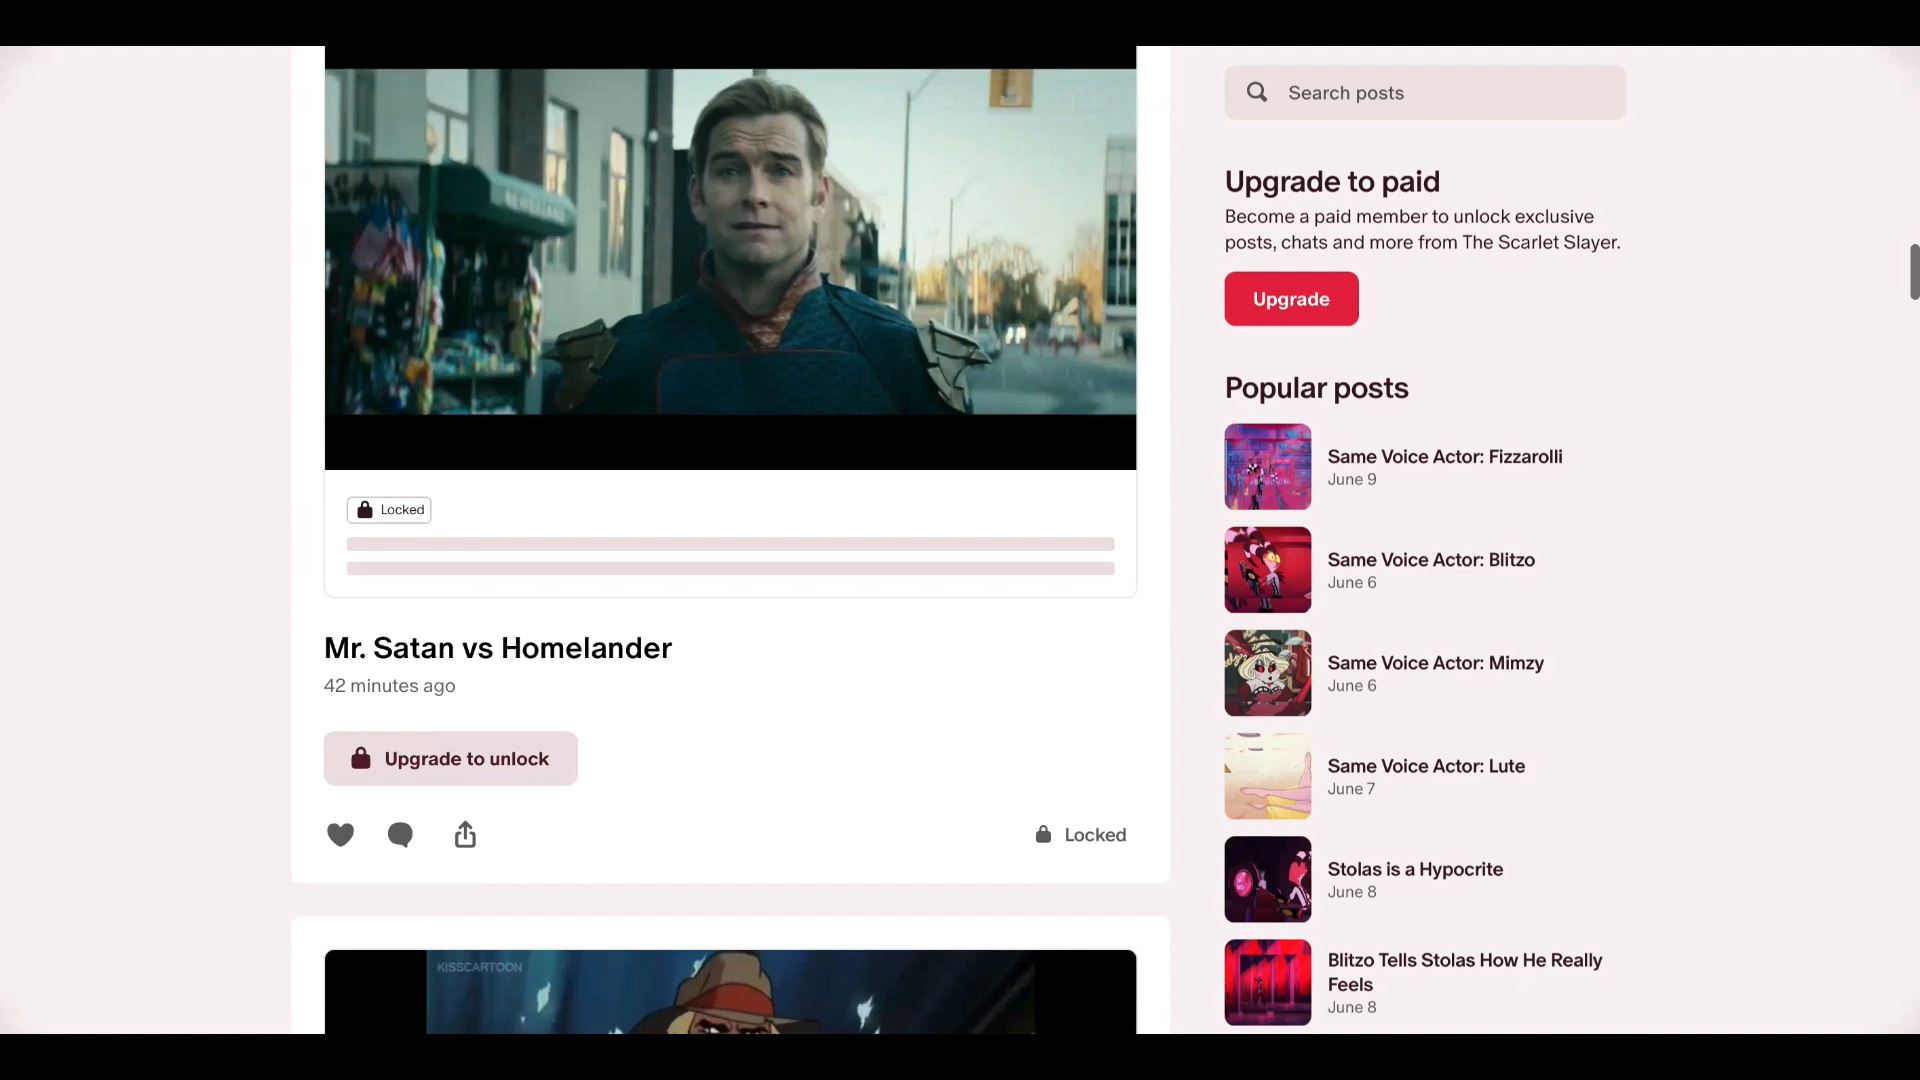 Search posts
Upgrade to paid
Become a paid member to unlock exclusive
posts, chats and more from The Scarlet Slayer.
Upgrade
Locked
Mr. Satan vs Homelander
42 minutes ago
Upgrade to unlock
Locked
KISSCARTOON
Popular posts
Same Voice Actor: Fizzarolli
June 9
Same Voice Actor: Blitzo
June 6
Same Voice Actor: Mimzy
June 6
Same Voice Actor: Lute
June 7
Stolas is a Hypocrite
June 8
Blitzo Tells Stolas How He Really
Feels
June 8